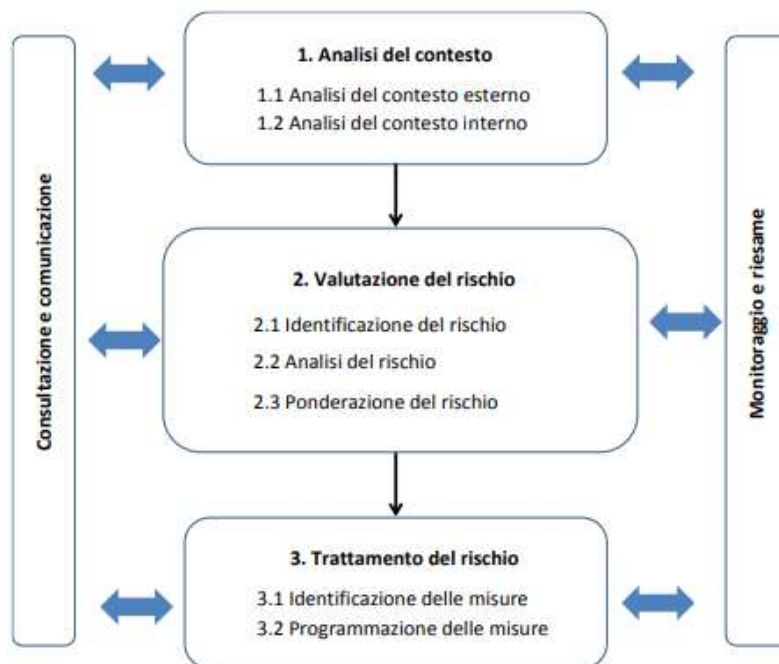 Consultazione e comunicazione
1. Analisi del contesto
1.1 Analisi del contesto esterno
1.2 Analisi del contesto interno
2. Valutazione del rischio
2.1 Identificazione del rischio
2.2 Analisi del rischio
2.3 Ponderazione del rischio
3. Trattamento del rischio
3.1 Identificazione delle misure
3.2 Programmazione delle misure
Monitoraggio e riesame